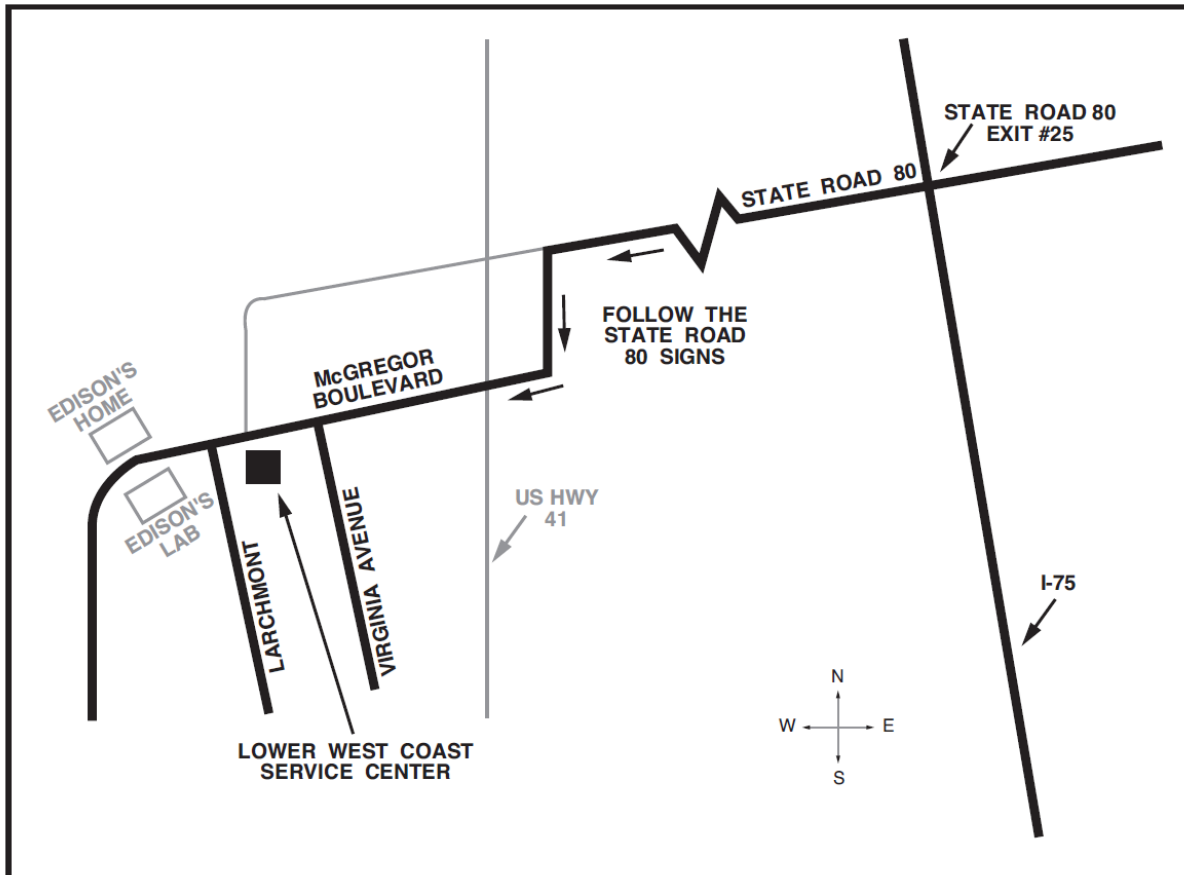 STATE ROAD 80
EXIT #25
STATE ROAD 80
FOLLOW THE
STATE ROAD
80 SIGNS
McGREGOR
BOULEVARD
EDISON'S
HOME
EDISON'S
LAB
US HWY
41
LARCHMONT
VIRGINIA AVENUE
I-75
N
W
E
S
LOWER WEST COAST
SERVICE CENTER